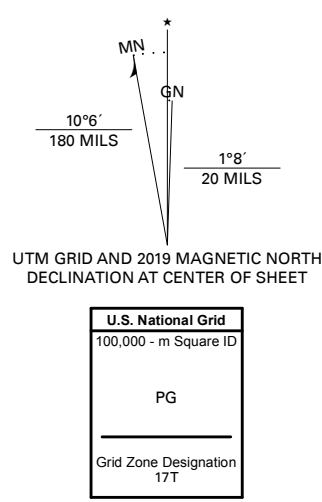 ★
MN
GN
10°6´
180 MILS
1°8´
20 MILS
UTM GRID AND 2019 MAGNETIC NORTH
DECLINATION AT CENTER OF SHEET
U.S. National Grid
100,000 - m Square ID
PG
Grid Zone Designation
17T